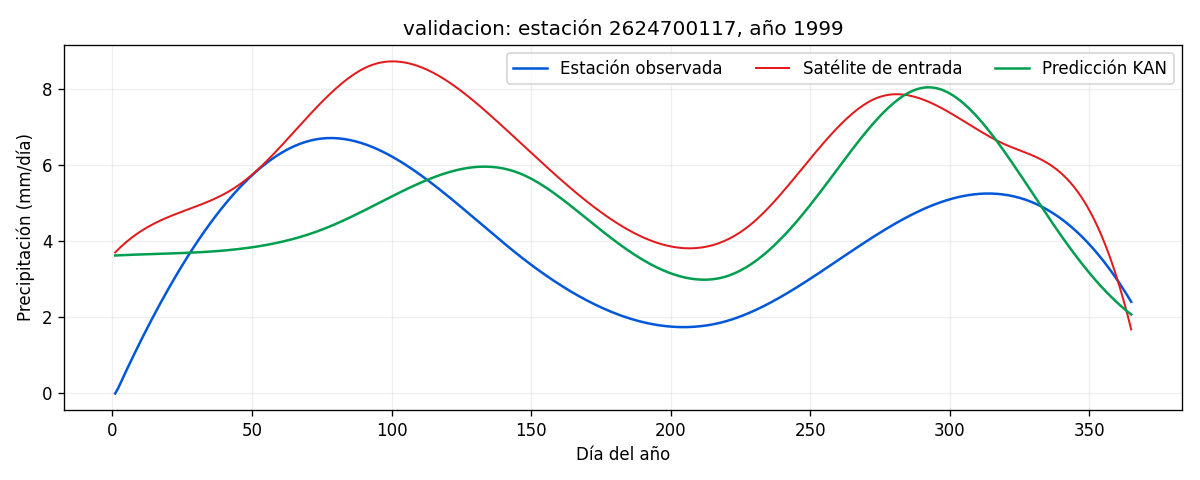 validacion: estación 2624700117, año 1999
Estación observada
Satélite de entrada
Predicción KAN
Precipitación (mm/día)
8
6
4
2
0
0
50
100
150
200
250
300
350
Día del año